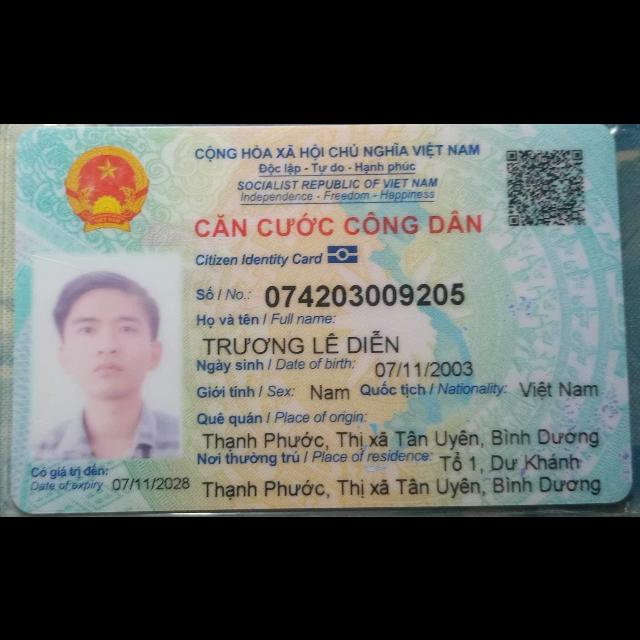 CỘNG HÒA XÃ HỘI CHỦ NGHĨA VIỆT NAM
Độc lập - Tự do - Hạnh phúc
SOCIALIST REPUBLIC OF VIET NAM
Independence - Freedom - Happiness
CĂN CƯỚC CÔNG DÂN
Citizen Identity Card
Số / No.: 074203009205
Họ và tên / Full name:
TRƯƠNG LÊ DIỄN
Ngày sinh / Date of birth: 07/11/2003
Giới tính / Sex: Nam Quốc tịch / Nationality: Việt Nam
Quê quán / Place of origin:
Thạnh Phước, Thị xã Tân Uyên, Bình Dương
Nơi thường trú / Place of residence: Tổ 1, Dư Khánh
Thạnh Phước, Thị xã Tân Uyên, Bình Dương
Có giá trị đến:
Date of expiry 07/11/2028